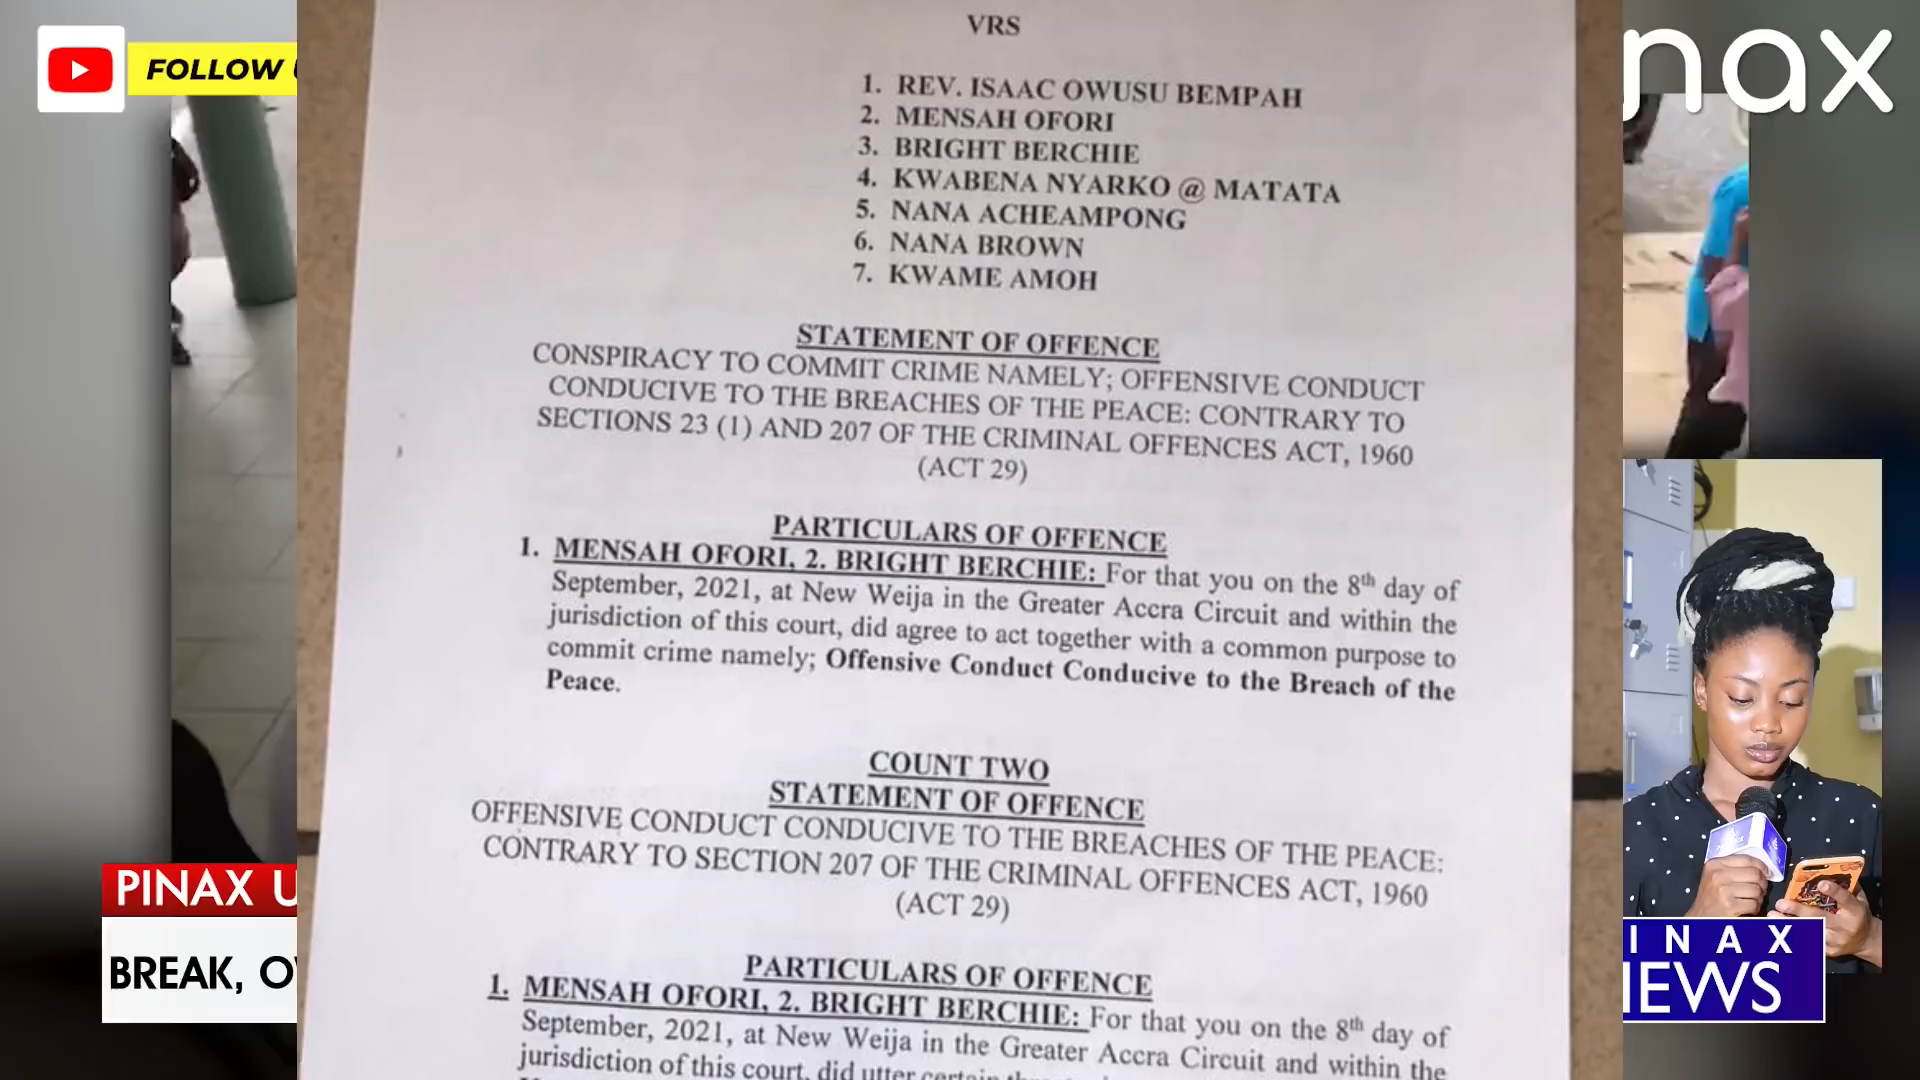 FOLLOW
nax
VRS
1. REV. ISAAC OWUSU BEMPAH
2. MENSAH OFORI
3. BRIGHT BERCHIE
4. KWABENA NYARKO @ MATATA
5. NANA ACHEAMPONG
6. NANA BROWN
7. KWAME AMOH
STATEMENT OF OFFENCE
CONSPIRACY TO COMMIT CRIME NAMELY; OFFENSIVE CONDUCT
CONDUCIVE TO THE BREACHES OF THE PEACE: CONTRARY TO
SECTIONS 23 (1) AND 207 OF THE CRIMINAL OFFENCES ACT, 1960
(ACT 29)
PARTICULARS OF OFFENCE
1. MENSAH OFORI, 2. BRIGHT BERCHIE: For that you on the 8th day of
September, 2021, at New Weija in the Greater Accra Circuit and within the
jurisdiction of this court, did agree to act together with a common purpose to
commit crime namely; Offensive Conduct Conducive to the Breach of the
Peace.
COUNT TWO
STATEMENT OF OFFENCE
OFFENSIVE CONDUCT CONDUCIVE TO THE BREACHES OF THE PEACE:
CONTRARY TO SECTION 207 OF THE CRIMINAL OFFENCES ACT, 1960
(ACT 29)
PARTICULARS OF OFFENCE
1. MENSAH OFORI, 2. BRIGHT BERCHIE: For that you on the 8th day of
September, 2021, at New Weija in the Greater Accra Circuit and within the
jurisdiction of this court, did utter certain
PINAX U
BREAK, O
INAX
NEWS